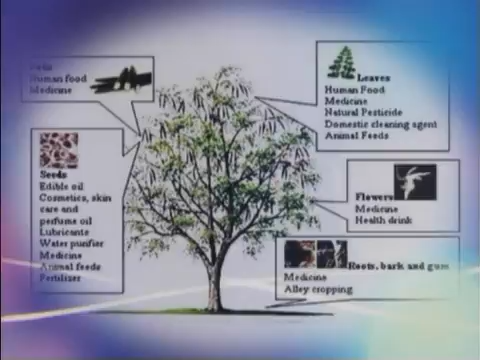 Pods
Human food
Medicine
Leaves
Human Food
Medicine
Natural Pesticide
Domestic cleaning agent
Animal Feeds
Seeds
Edible oil
Cosmetics, skin
care and
perfume oil
Lubricante
Water purifier
Medicine
Animal feeds
Fertilizer
Flowers
Medicine
Health drink
Roots, bark and gum
Medicine
Alley cropping